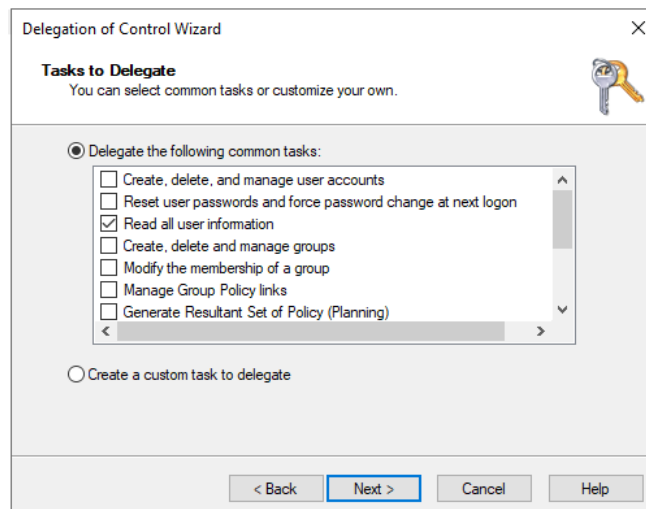 Delegation of Control Wizard
Tasks to Delegate
You can select common tasks or customize your own.
Delegate the following common tasks:
Create, delete, and manage user accounts
Reset user passwords and force password change at next logon
Read all user information
Create, delete and manage groups
Modify the membership of a group
Manage Group Policy links
Generate Resultant Set of Policy (Planning)
Create a custom task to delegate
< Back Next > Cancel Help